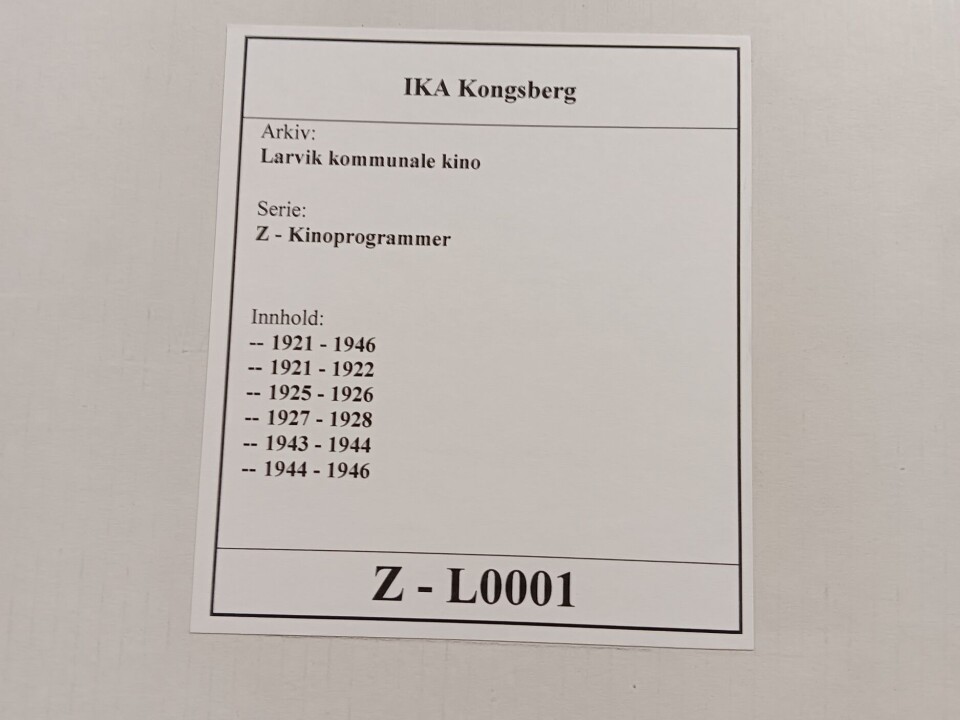 IKA Kongsberg
Arkiv:
Larvik kommunale kino
Serie:
Z - Kinoprogrammer
Innhold:
-- 1921 - 1946
-- 1921 - 1922
-- 1925 - 1926
-- 1927 - 1928
-- 1943 - 1944
-- 1944 - 1946
Z - L0001